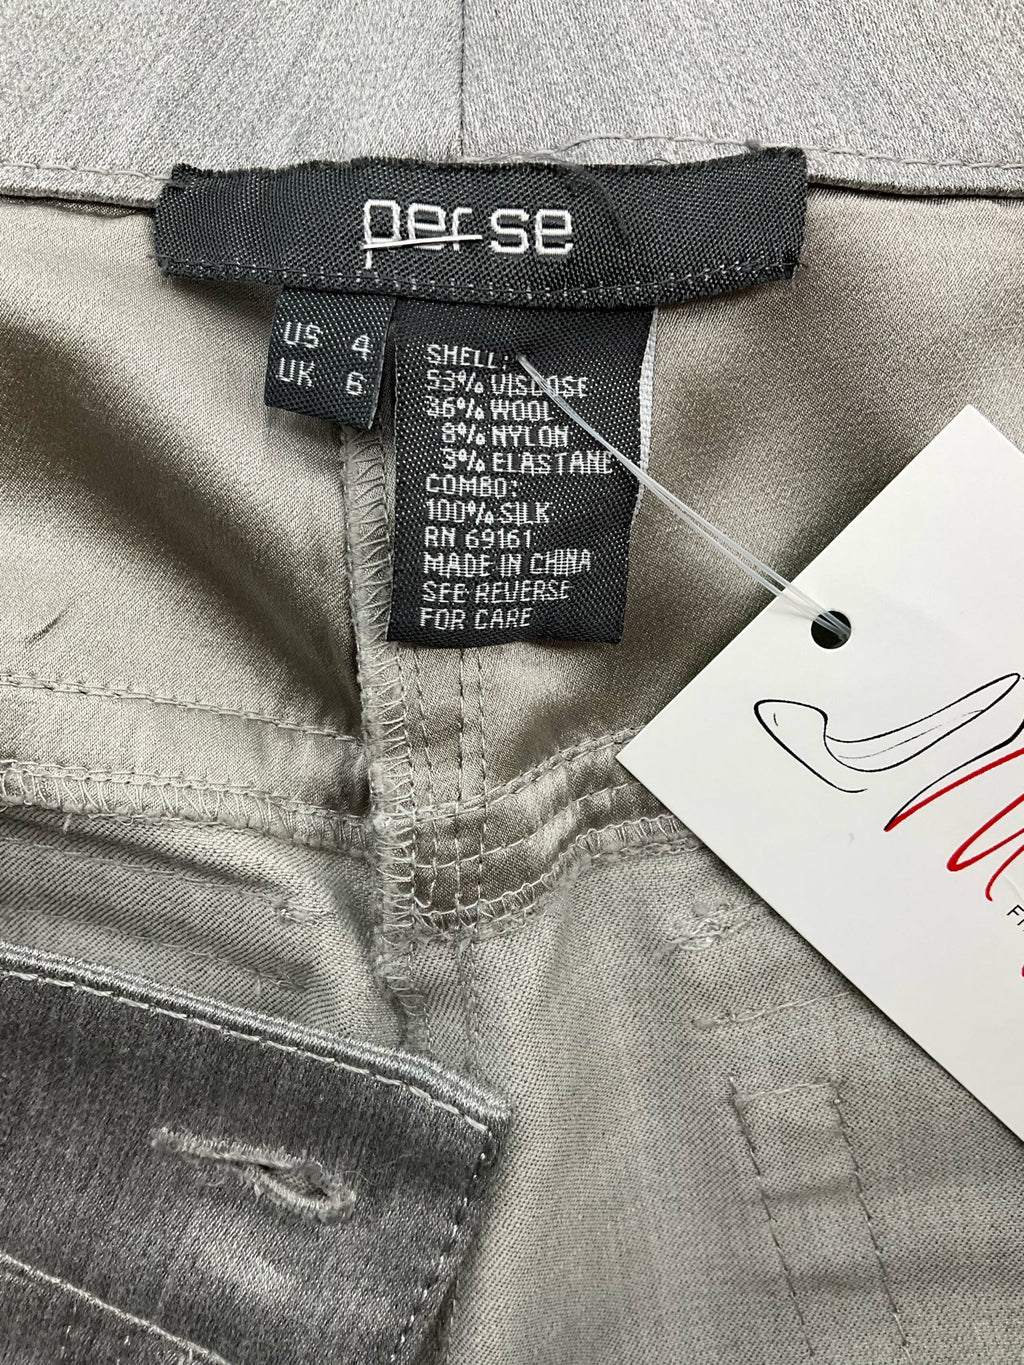 per se
US 4
UK 6
SHELL:
53% VISCOSE
36% WOOL
8% NYLON
3% ELASTANE
COMBO:
100% SILK
RN 69161
MADE IN CHINA
SEE REVERSE
FOR CARE